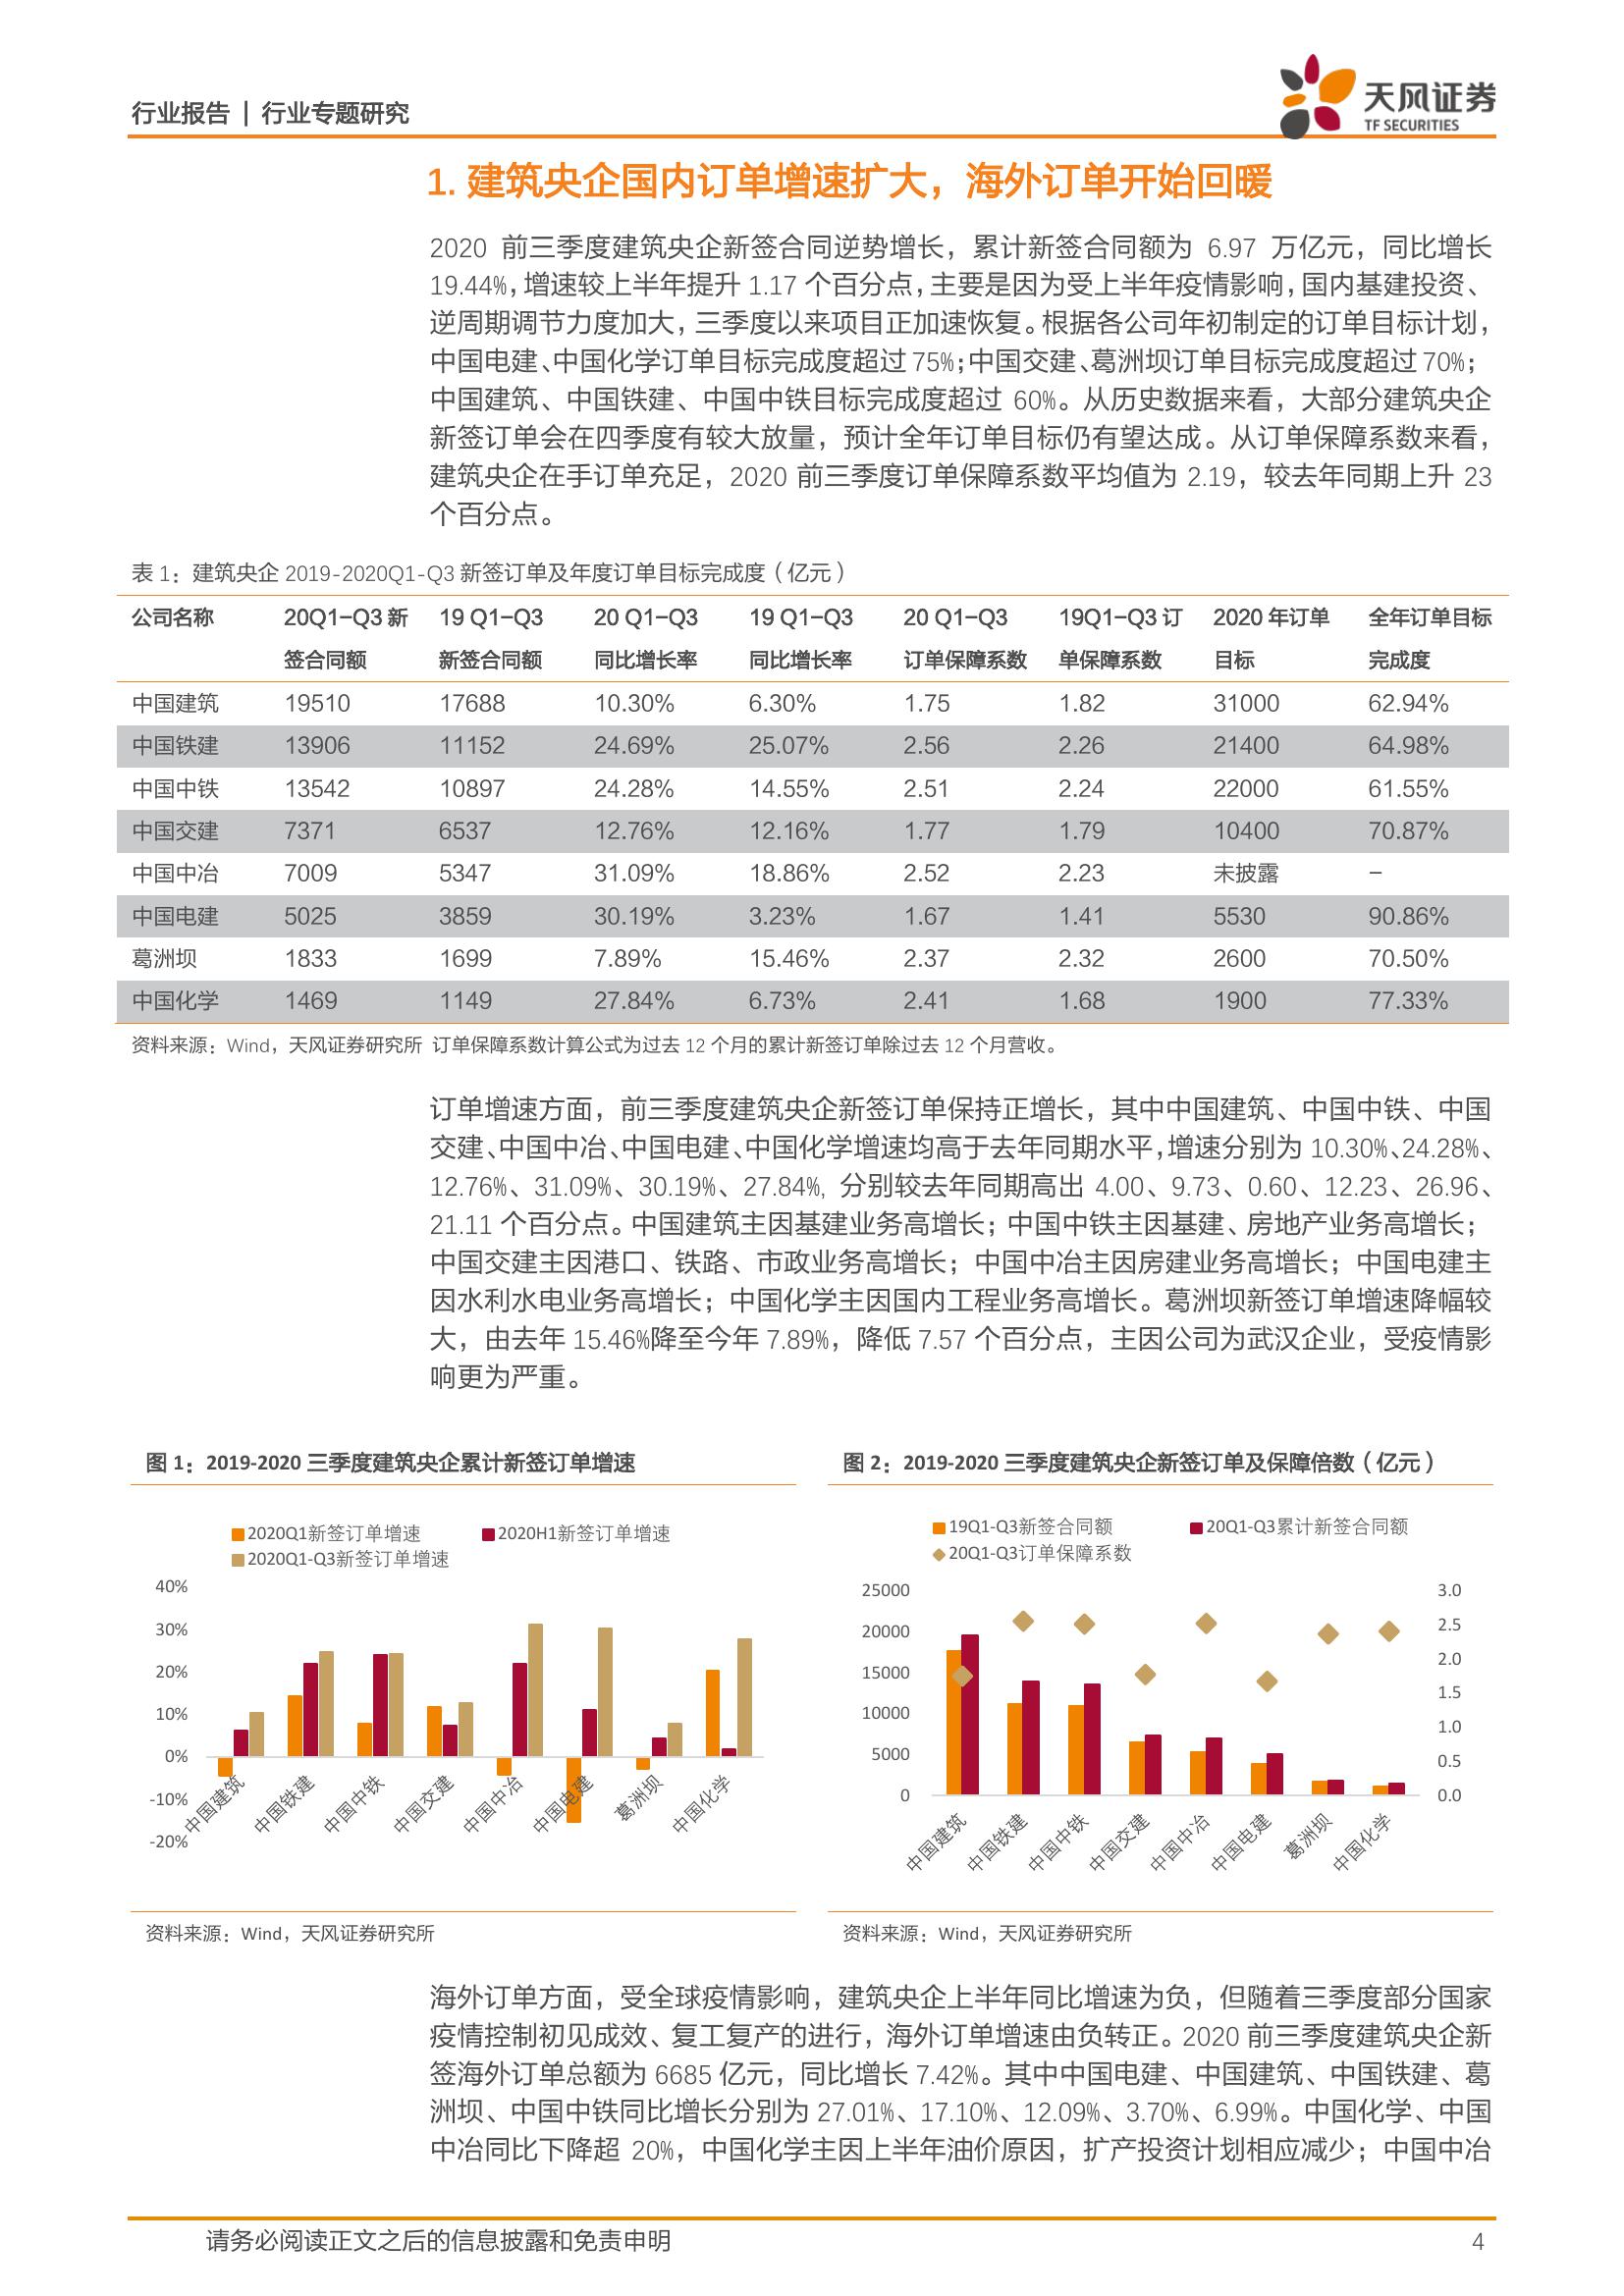 行业报告 | 行业专题研究
天风证券
TF SECURITIES
1. 建筑央企国内订单增速扩大，海外订单开始回暖
2020 前三季度建筑央企新签合同逆势增长，累计新签合同额为 6.97 万亿元，同比增长
19.44%，增速较上半年提升 1.17 个百分点，主要是因为受上半年疫情影响，国内基建投资、
逆周期调节力度加大，三季度以来项目正加速恢复。根据各公司年初制定的订单目标计划，
中国电建、中国化学订单目标完成度超过 75%；中国交建、葛洲坝订单目标完成度超过 70%；
中国建筑、中国铁建、中国中铁目标完成度超过 60%。从历史数据来看，大部分建筑央企
新签订单会在四季度有较大放量，预计全年订单目标仍有望达成。从订单保障系数来看，
建筑央企在手订单充足，2020 前三季度订单保障系数平均值为 2.19，较去年同期上升 23
个百分点。
表 1：建筑央企 2019-2020Q1-Q3 新签订单及年度订单目标完成度（亿元）
公司名称 20Q1-Q3 新 19 Q1-Q3 20 Q1-Q3 19 Q1-Q3 20 Q1-Q3 19Q1-Q3 订 2020 年订单 全年订单目标
签合同额 新签合同额 同比增长率 同比增长率 订单保障系数 单保障系数 目标 完成度
中国建筑 19510 17688 10.30% 6.30% 1.75 1.82 31000 62.94%
中国铁建 13906 11152 24.69% 25.07% 2.56 2.26 21400 64.98%
中国中铁 13542 10897 24.28% 14.55% 2.51 2.24 22000 61.55%
中国交建 7371 6537 12.76% 12.16% 1.77 1.79 10400 70.87%
中国中冶 7009 5347 31.09% 18.86% 2.52 2.23 未披露 -
中国电建 5025 3859 30.19% 3.23% 1.67 1.41 5530 90.86%
葛洲坝 1833 1699 7.89% 15.46% 2.37 2.32 2600 70.50%
中国化学 1469 1149 27.84% 6.73% 2.41 1.68 1900 77.33%
资料来源：Wind，天风证券研究所 订单保障系数计算公式为过去 12 个月的累计新签订单除过去 12 个月营收。
订单增速方面，前三季度建筑央企新签订单保持正增长，其中中国建筑、中国中铁、中国
交建、中国中冶、中国电建、中国化学增速均高于去年同期水平，增速分别为 10.30%、24.28%、
12.76%、31.09%、30.19%、27.84%, 分别较去年同期高出 4.00、9.73、0.60、12.23、26.96、
21.11 个百分点。中国建筑主因基建业务高增长；中国中铁主因基建、房地产业务高增长；
中国交建主因港口、铁路、市政业务高增长；中国中冶主因房建业务高增长；中国电建主
因水利水电业务高增长；中国化学主因国内工程业务高增长。葛洲坝新签订单增速降幅较
大，由去年 15.46%降至今年 7.89%，降低 7.57 个百分点，主因公司为武汉企业，受疫情影
响更为严重。
图 1：2019-2020 三季度建筑央企累计新签订单增速
2020Q1新签订单增速 2020H1新签订单增速
2020Q1-Q3新签订单增速
40%
30%
20%
10%
0%
-10%
-20%
中国建筑 中国铁建 中国中铁 中国交建 中国中冶 中国电建 葛洲坝 中国化学
资料来源：Wind，天风证券研究所
图 2：2019-2020 三季度建筑央企新签订单及保障倍数（亿元）
19Q1-Q3新签合同额 20Q1-Q3累计新签合同额
20Q1-Q3订单保障系数
25000 3.0
20000 2.5
15000 2.0
10000 1.5
5000 1.0
0 0.5
0.0
中国建筑 中国铁建 中国中铁 中国交建 中国中冶 中国电建 葛洲坝 中国化学
资料来源：Wind，天风证券研究所
海外订单方面，受全球疫情影响，建筑央企上半年同比增速为负，但随着三季度部分国家
疫情控制初见成效、复工复产的进行，海外订单增速由负转正。2020 前三季度建筑央企新
签海外订单总额为 6685 亿元，同比增长 7.42%。其中中国电建、中国建筑、中国铁建、葛
洲坝、中国中铁同比增长分别为 27.01%、17.10%、12.09%、3.70%、6.99%。中国化学、中国
中冶同比下降超 20%，中国化学主因上半年油价原因，扩产投资计划相应减少；中国中冶
请务必阅读正文之后的信息披露和免责申明
4